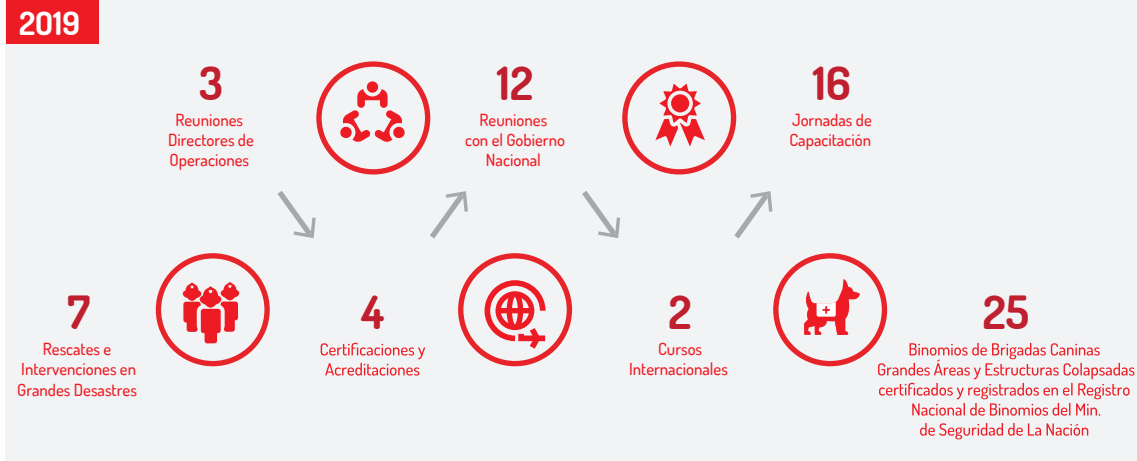 2019
3
Reuniones
Directores de
Operaciones
12
Reuniones
con el Gobierno
Nacional
16
Jornadas de
Capacitación
7
Rescates e
Intervenciones en
Grandes Desastres
4
Certificaciones y
Acreditaciones
2
Cursos
Internacionales
25
Binomios de Brigadas Caninas
Grandes Áreas y Estructuras Colapsadas
certificados y registrados en el Registro
Nacional de Binomios del Min.
de Seguridad de La Nación